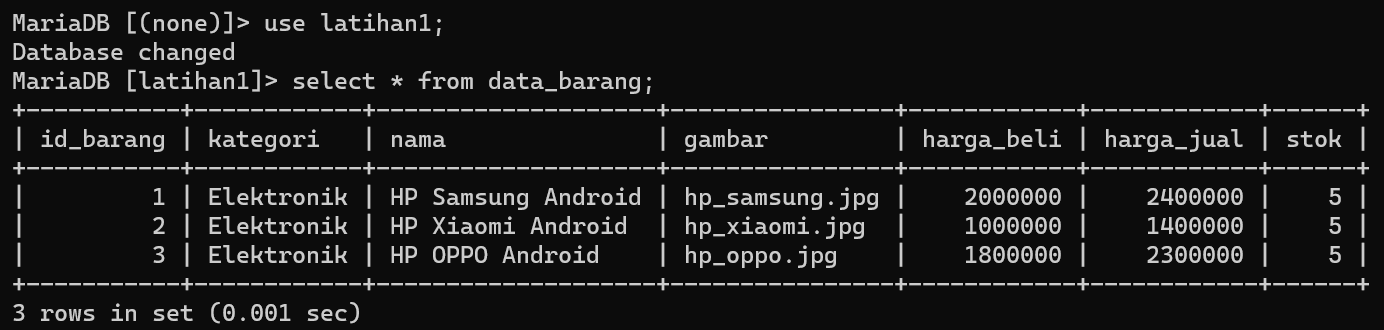 MariaDB [(none)]> use latihan1;
Database changed
MariaDB [latihan1]> select * from data_barang;
+-----------+------------+--------------------+----------------+------------+------------+------+
| id_barang | kategori   | nama               | gambar         | harga_beli | harga_jual | stok |
+-----------+------------+--------------------+----------------+------------+------------+------+
|         1 | Elektronik | HP Samsung Android | hp_samsung.jpg |    2000000 |    2400000 |    5 |
|         2 | Elektronik | HP Xiaomi Android  | hp_xiaomi.jpg  |    1000000 |    1400000 |    5 |
|         3 | Elektronik | HP OPPO Android    | hp_oppo.jpg    |    1800000 |    2300000 |    5 |
+-----------+------------+--------------------+----------------+------------+------------+------+
3 rows in set (0.001 sec)